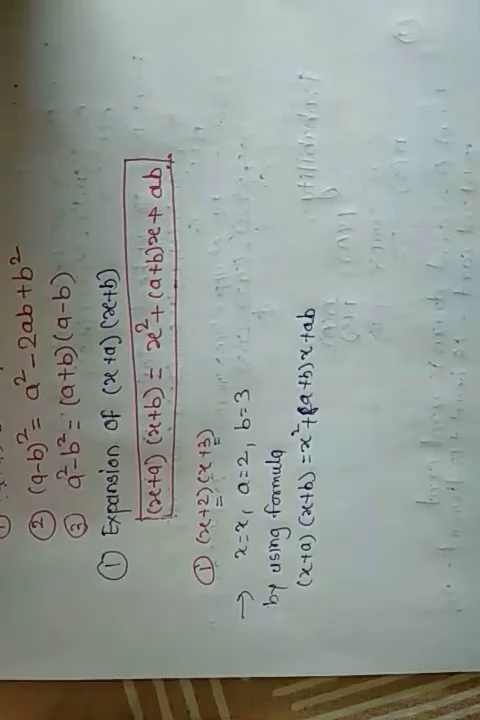 ①
② (a-b)² = a² - 2ab + b²
③ a²-b² = (a+b)(a-b)
① Expansion of (x+a)(x+b)
(x+a)(x+b) = x²+(a+b)x+ ab
① (x+2)(x+3)
→ x=x, a=2, b=3
by using formula
(x+a)(x+b) = x²+(a+b)x+ab